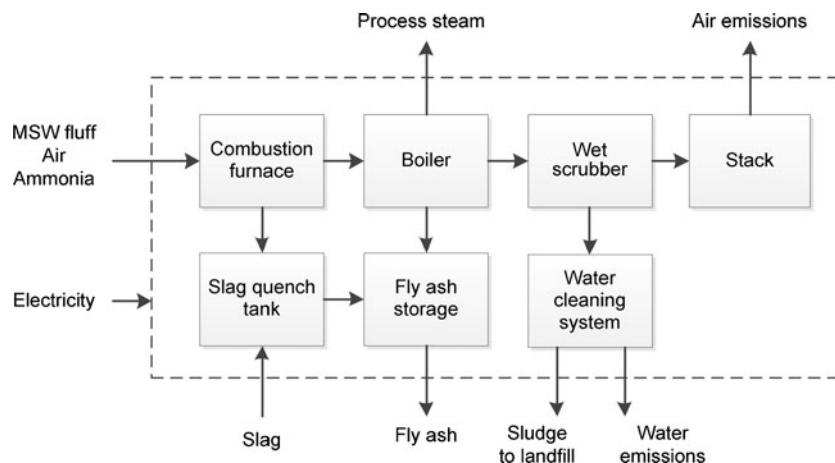 Process steam
Air emissions
MSW fluff
Air
Ammonia
Combustion
furnace
Boiler
Wet
scrubber
Stack
Electricity
Slag quench
tank
Fly ash
storage
Water
cleaning
system
Slag
Fly ash
Sludge
to landfill
Water
emissions